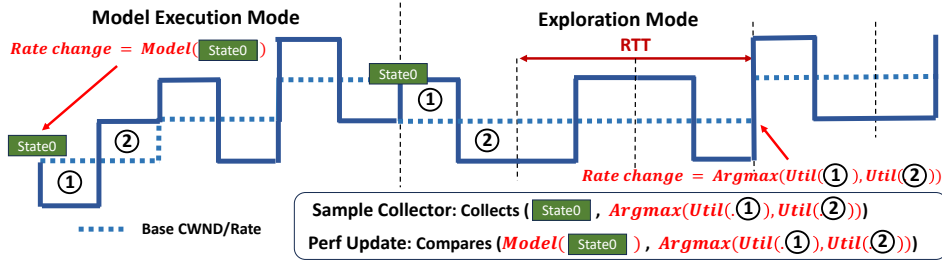 Model Execution Mode
Exploration Mode
Rate change = Model( State0 )
RTT
State0
State0
①
②
①
②
Rate change = Argmax(Util(①), Util(②))
Base CWND/Rate
Sample Collector: Collects ( State0 , Argmax(Util(.①), Util(.②))
Perf Update: Compares (Model( State0 ) , Argmax(Util(.①), Util(.②))